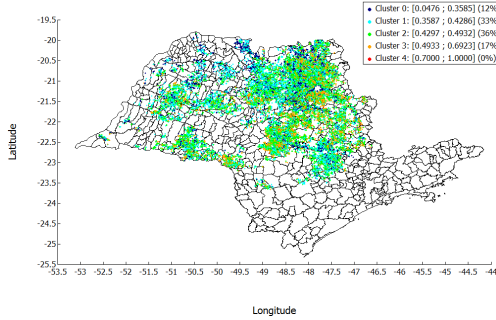 Cluster 0: [0.0476 ; 0.3585] (12%
Cluster 1: [0.3587 ; 0.4286] (33%
Cluster 2: [0.4297 ; 0.4932] (36%
Cluster 3: [0.4933 ; 0.6923] (17%
Cluster 4: [0.7000 ; 1.0000] (0%)
-19.5
-20
-20.5
-21
-21.5
-22
-22.5
-23
-23.5
-24
-24.5
-25
-25.5
Latitude
-53.5 -52.5 -51.5 -50.5 -49.5 -48.5 -47.5 -46.5 -45.5 -44.5
-53 -52 -51 -50 -49 -48 -47 -46 -45 -44
Longitude